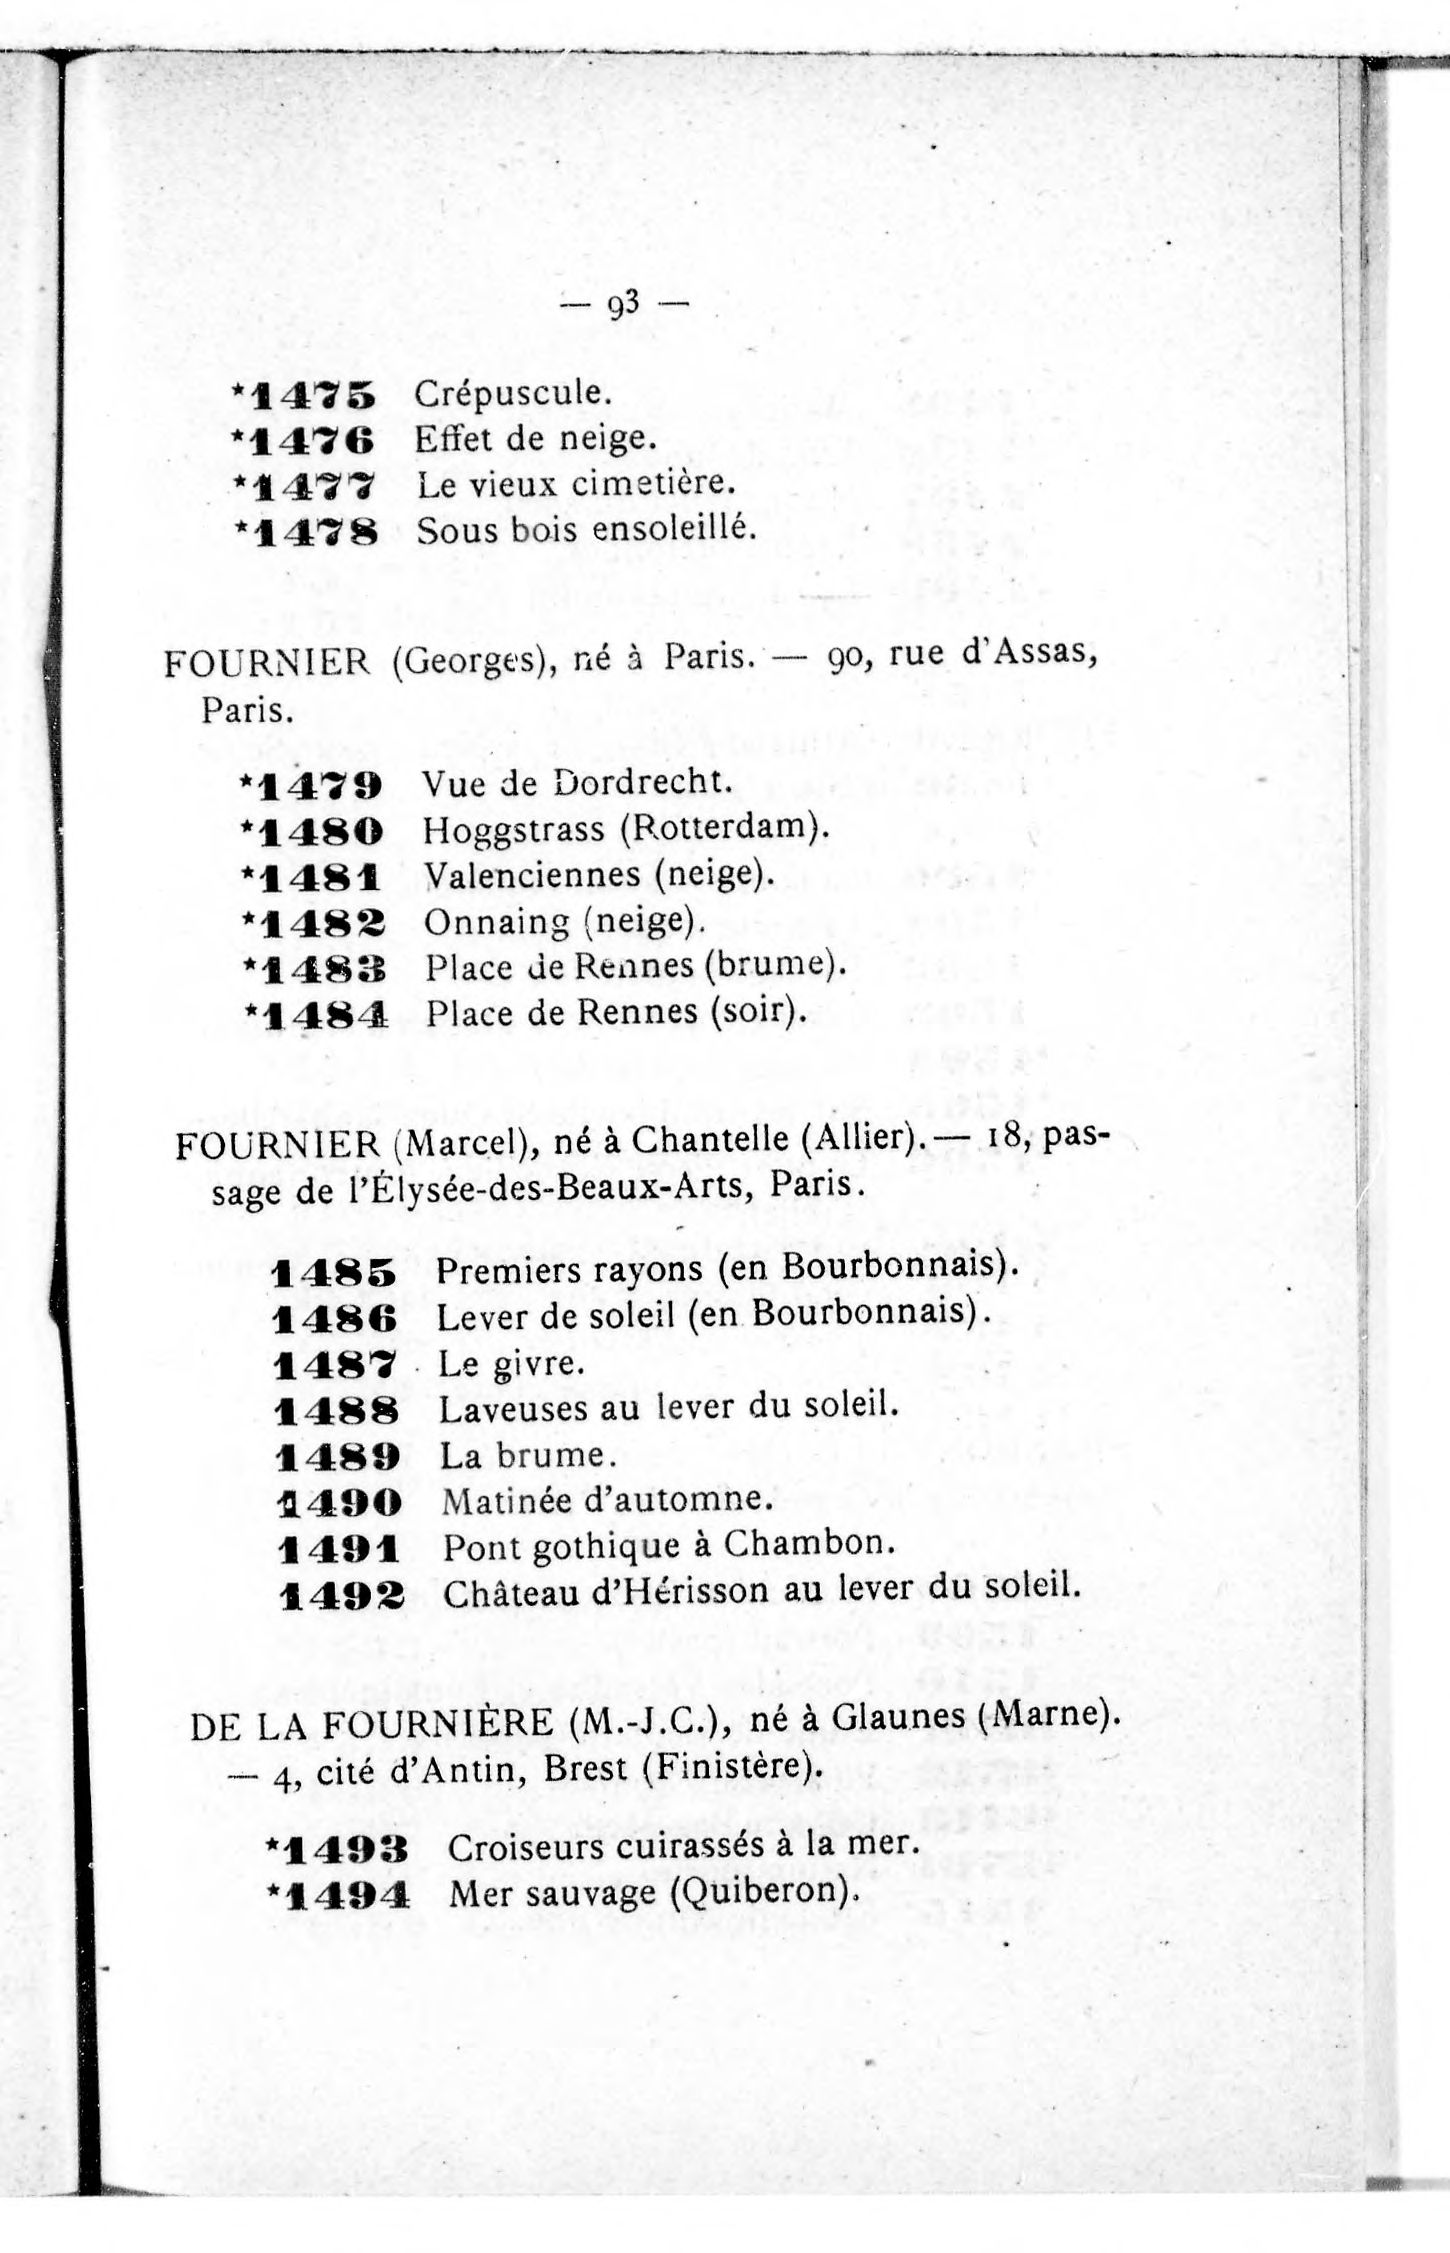 — 93 —
*1475 Crépuscule.
*1476 Effet de neige.
*1477 Le vieux cimetière.
*1478 Sous bois ensoleillé.
FOURNIER (Georges), né à Paris. — 90, rue d'Assas,
Paris.
*1479 Vue de Dordrecht.
*1480 Hoggstrass (Rotterdam).
*1481 Valenciennes (neige).
*1482 Onnaing (neige).
*1483 Place de Rennes (brume).
*1484 Place de Rennes (soir).
FOURNIER (Marcel), né à Chantelle (Allier). — 18, pas-
sage de l'Élysée-des-Beaux-Arts, Paris.
1485 Premiers rayons (en Bourbonnais).
1486 Lever de soleil (en Bourbonnais).
1487 Le givre.
1488 Laveuses au lever du soleil.
1489 La brume.
1490 Matinée d'automne.
1491 Pont gothique à Chambon.
1492 Château d'Hérisson au lever du soleil.
DE LA FOURNIÈRE (M.-J.C.), né à Glaunes (Marne).
— 4, cité d'Antin, Brest (Finistère).
*1493 Croiseurs cuirassés à la mer.
*1494 Mer sauvage (Quiberon).